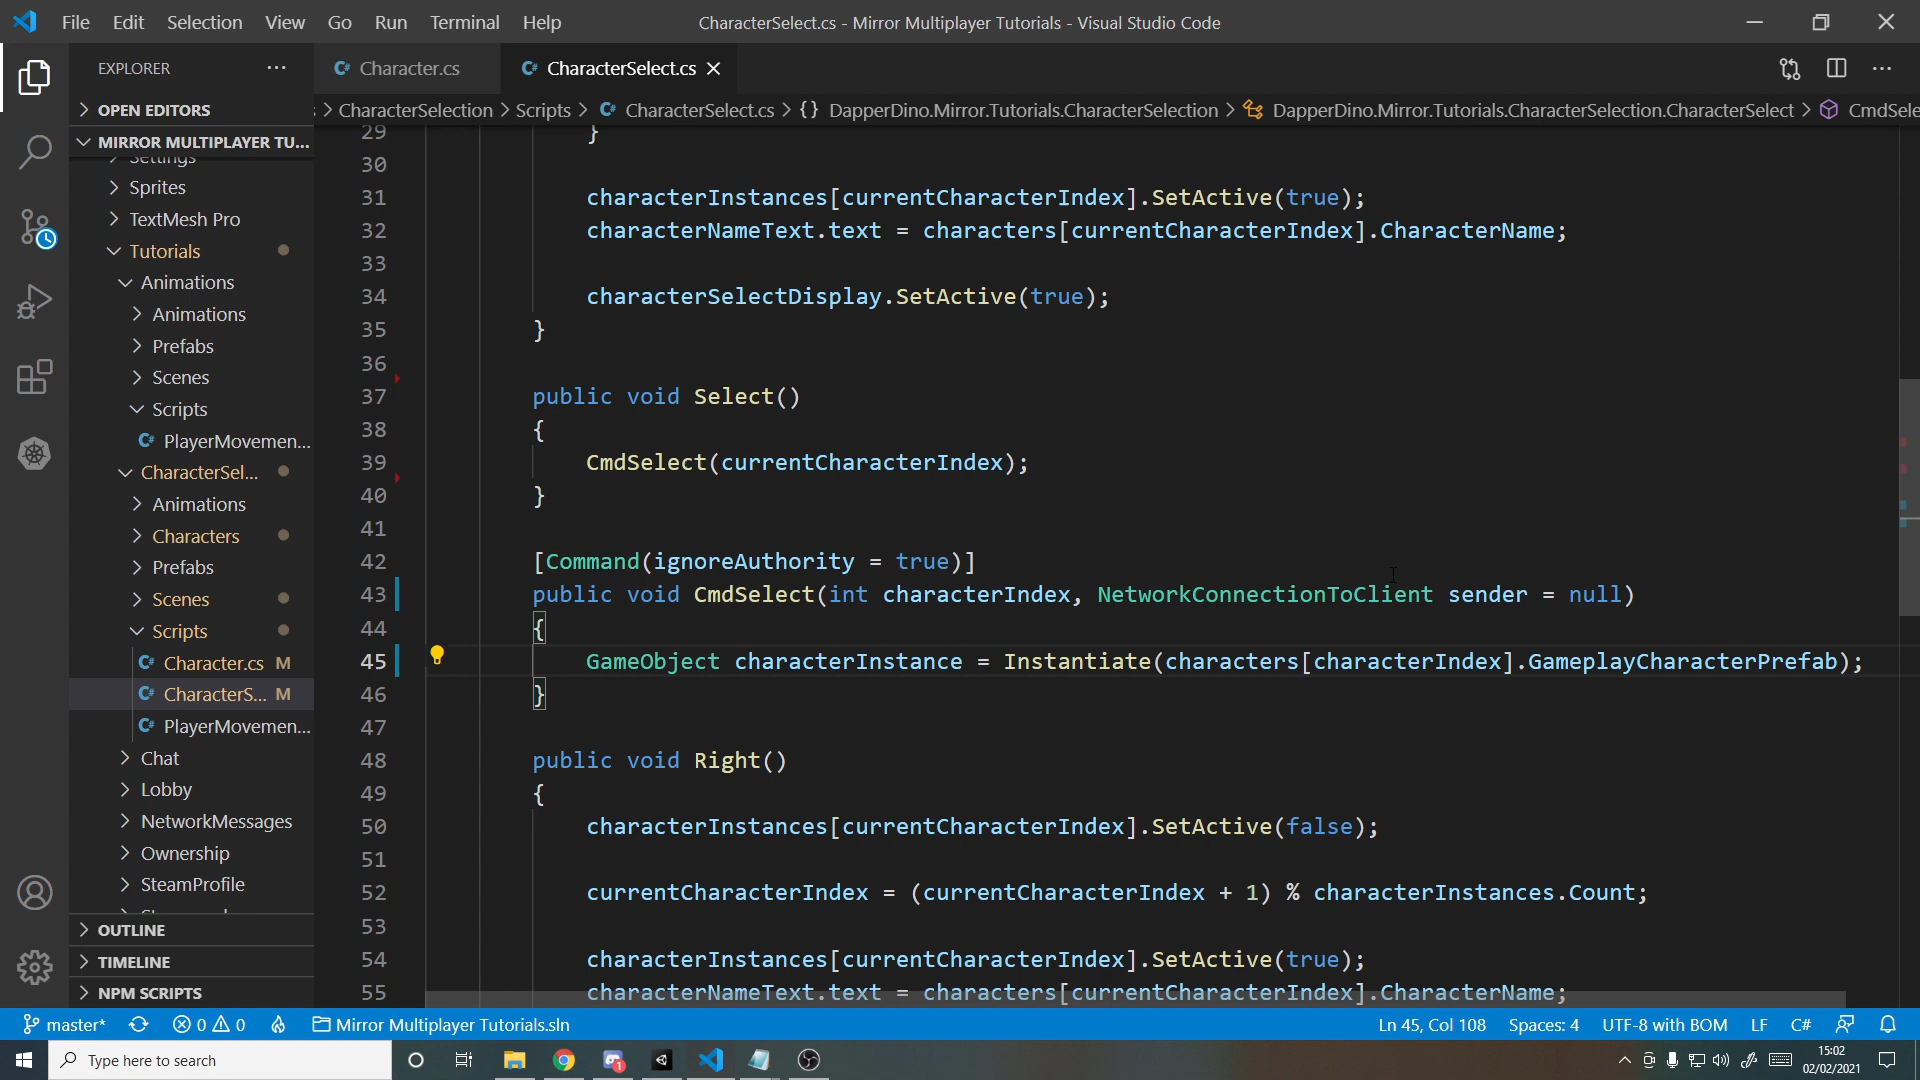 File Edit Selection View Go Run Terminal Help
CharacterSelect.cs - Mirror Multiplayer Tutorials - Visual Studio Code
EXPLORER
Character.cs
CharacterSelect.cs
OPEN EDITORS
CharacterSelection > Scripts > CharacterSelect.cs > {} DapperDino.Mirror.Tutorials.CharacterSelection > DapperDino.Mirror.Tutorials.CharacterSelection.CharacterSelect > CmdSele
MIRROR MULTIPLAYER TU...
Settings
Sprites
TextMesh Pro
Tutorials
Animations
Animations
Prefabs
Scenes
Scripts
PlayerMovemen...
CharacterSel...
Animations
Characters
Prefabs
Scenes
Scripts
Character.cs M
CharacterS... M
PlayerMovemen...
Chat
Lobby
NetworkMessages
Ownership
SteamProfile
OUTLINE
TIMELINE
NPM SCRIPTS
29 }
30
31 characterInstances[currentCharacterIndex].SetActive(true);
32 characterNameText.text = characters[currentCharacterIndex].CharacterName;
33
34 characterSelectDisplay.SetActive(true);
35 }
36
37 public void Select()
38 {
39 CmdSelect(currentCharacterIndex);
40 }
41
42 [Command(ignoreAuthority = true)]
43 public void CmdSelect(int characterIndex, NetworkConnectionToClient sender = null)
44 {
45 GameObject characterInstance = Instantiate(characters[characterIndex].GameplayCharacterPrefab);
46 }
47
48 public void Right()
49 {
50 characterInstances[currentCharacterIndex].SetActive(false);
51
52 currentCharacterIndex = (currentCharacterIndex + 1) % characterInstances.Count;
53
54 characterInstances[currentCharacterIndex].SetActive(true);
55 characterNameText.text = characters[currentCharacterIndex].CharacterName;
master* 0 0 Mirror Multiplayer Tutorials.sln
Ln 45, Col 108 Spaces: 4 UTF-8 with BOM LF C#
Type here to search
1
15:02
02/02/2021